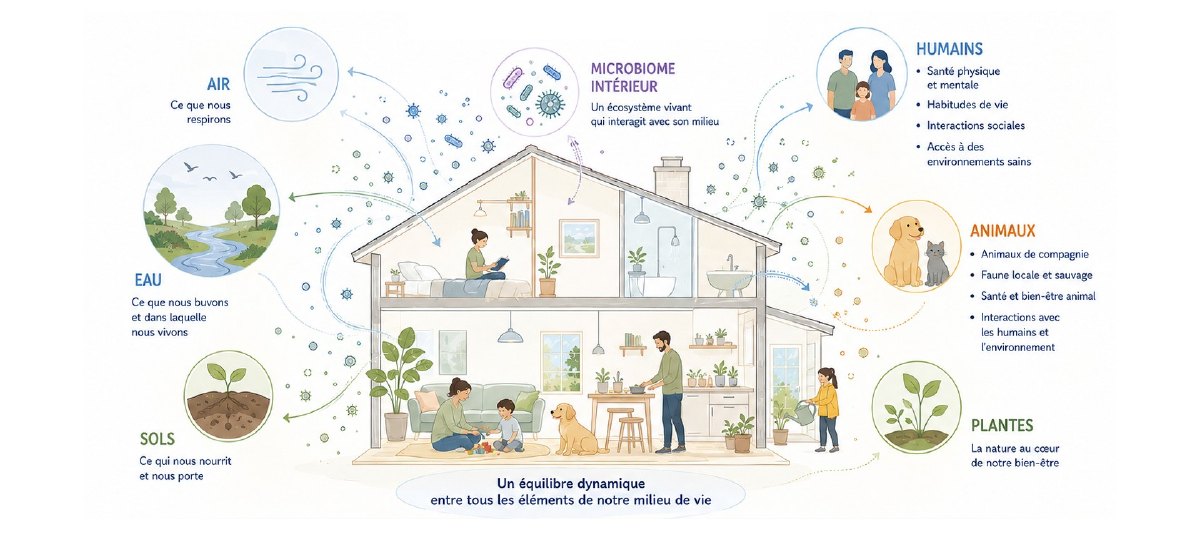 AIR
Ce que nous
respirons
MICROBIOME
INTÉRIEUR
Un écosystème vivant
qui interagit avec son milieu
HUMAINS
• Santé physique
et mentale
• Habitudes de vie
• Interactions sociales
• Accès à des
environnements sains
EAU
Ce que nous buvons
et dans laquelle
nous vivons
ANIMAUX
• Animaux de compagnie
• Faune locale et sauvage
• Santé et bien-être animal
• Interactions avec
les humains et
l'environnement
SOLS
Ce qui nous nourrit
et nous porte
PLANTES
La nature au cœur
de notre bien-être
Un équilibre dynamique
entre tous les éléments de notre milieu de vie